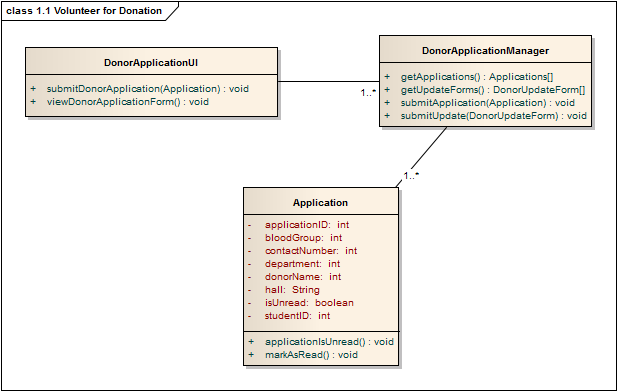 class 1.1 Volunteer for Donation
DonorApplicationUI
+ submitDonorApplication(Application) : void
+ viewDonorApplicationForm() : void
DonorApplicationManager
+ getApplications() : Applications[]
+ getUpdateForms() : DonorUpdateForm[]
+ submitApplication(Application) : void
+ submitUpdate(DonorUpdateForm) : void
1..*
1..*
Application
- applicationID: int
- bloodGroup: int
- contactNumber: int
- department: int
- donorName: int
- hall: String
- isUnread: boolean
- studentID: int
+ applicationIsUnread() : void
+ markAsRead() : void